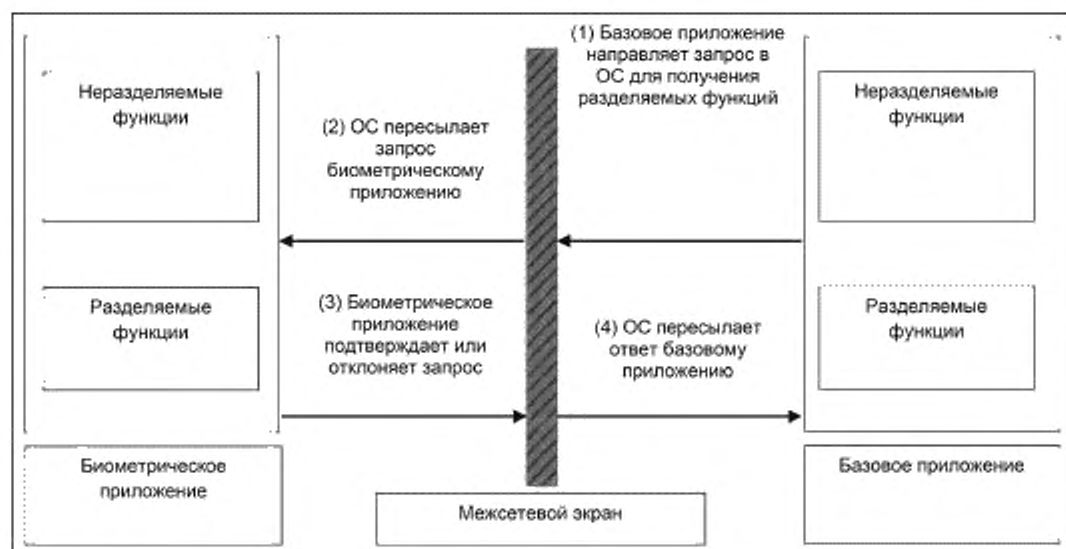 Неразделяемые
функции
(2) ОС пересылает
запрос
биометрическому
приложению
(1) Базовое приложение
направляет запрос в
ОС для получения
разделяемых функций
Неразделяемые
функции
Разделяемые
функции
(3) Биометрическое
приложение
подтверждает или
отклоняет запрос
(4) ОС пересылает
ответ базовому
приложению
Разделяемые
функции
Биометрическое
приложение
Межсетевой экран
Базовое приложение